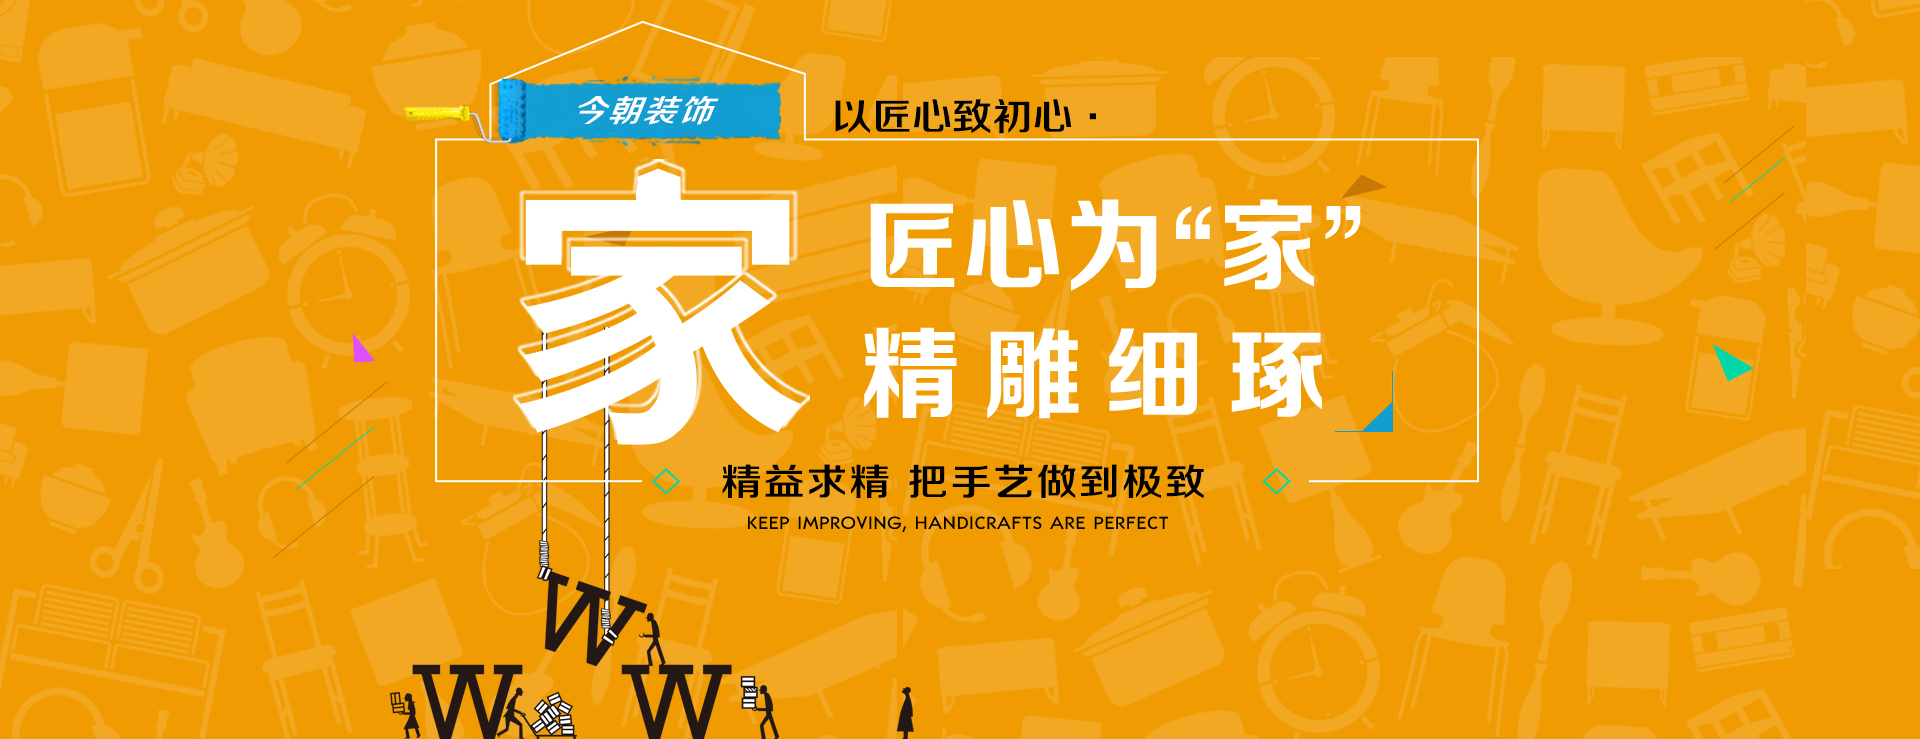 今朝装饰
以匠心致初心·
家
匠心为“家”
精雕细琢
精益求精 把手艺做到极致
KEEP IMPROVING, HANDICRAFTS ARE PERFECT
W
W W